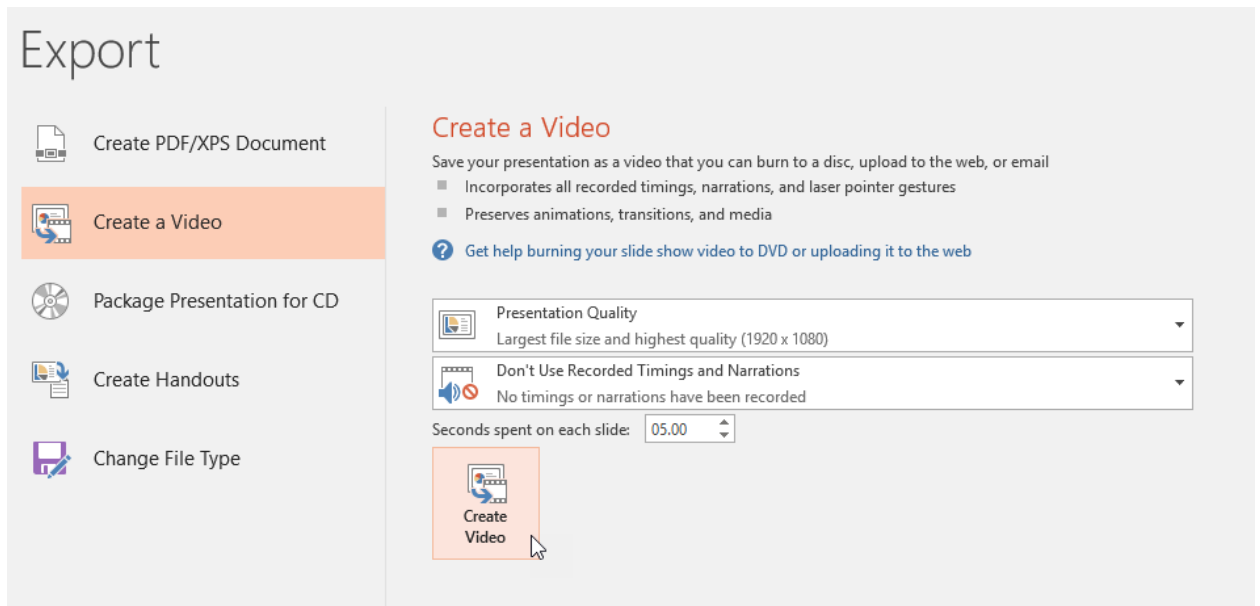 Export
Create PDF/XPS Document
Create a Video
Package Presentation for CD
Create Handouts
Change File Type
Create a Video
Save your presentation as a video that you can burn to a disc, upload to the web, or email
Incorporates all recorded timings, narrations, and laser pointer gestures
Preserves animations, transitions, and media
? Get help burning your slide show video to DVD or uploading it to the web
Presentation Quality
Largest file size and highest quality (1920 x 1080)
Don't Use Recorded Timings and Narrations
No timings or narrations have been recorded
Seconds spent on each slide: 05.00
Create
Video